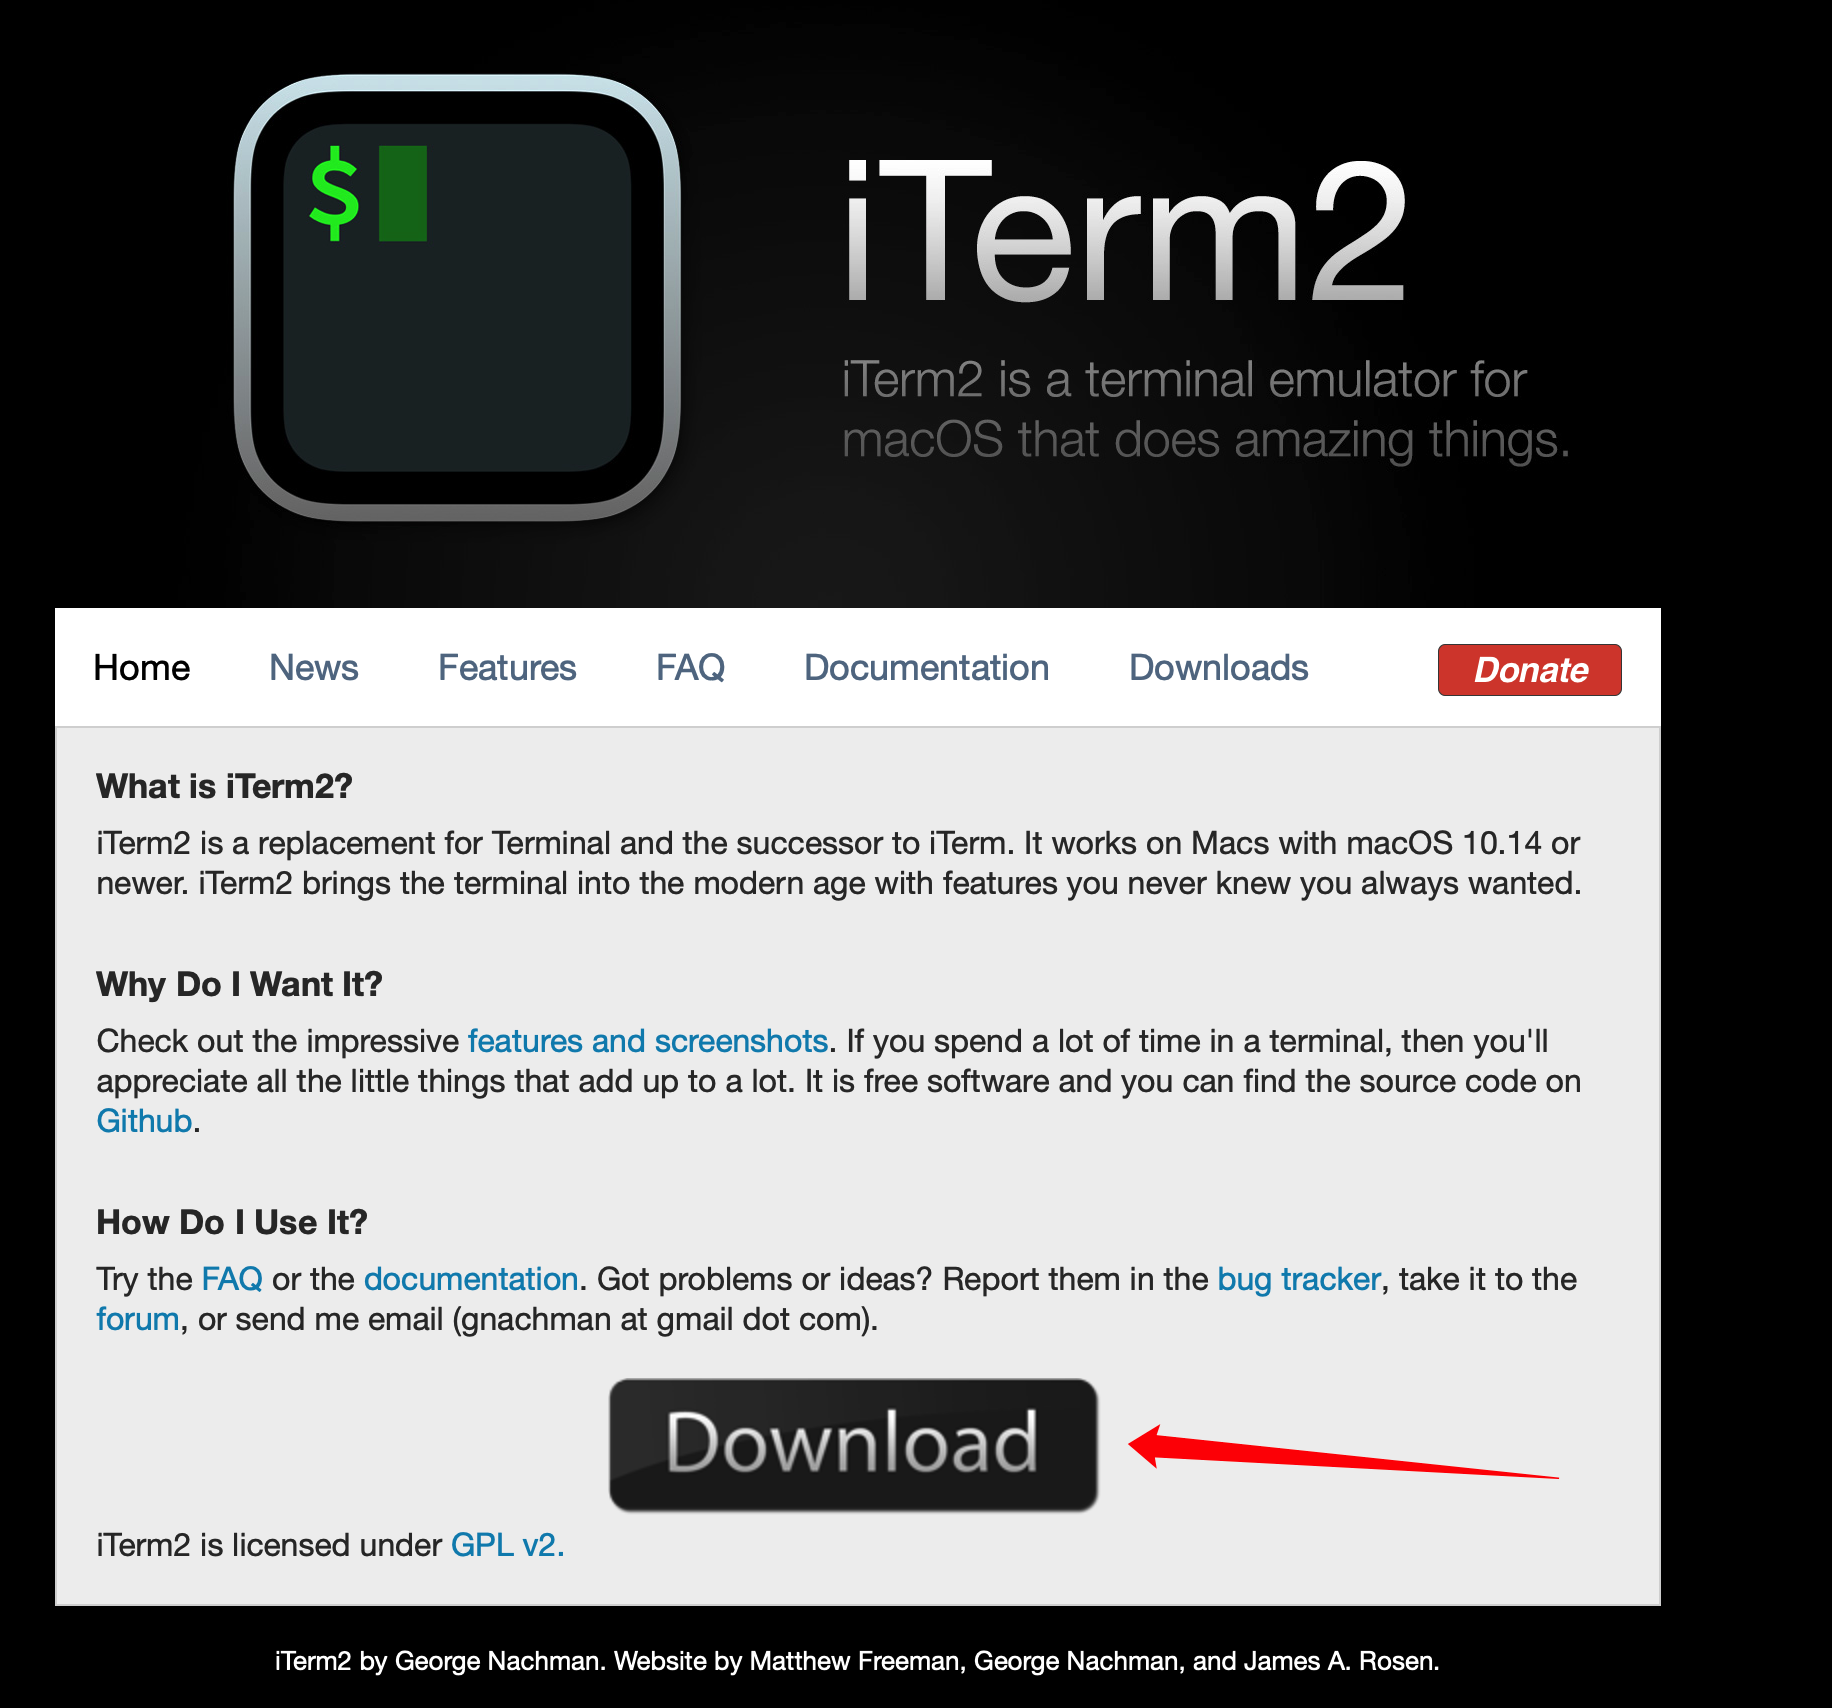 $
iTerm2
iTerm2 is a terminal emulator for
macOS that does amazing things.
Home News Features FAQ Documentation Downloads Donate
What is iTerm2?
iTerm2 is a replacement for Terminal and the successor to iTerm. It works on Macs with macOS 10.14 or
newer. iTerm2 brings the terminal into the modern age with features you never knew you always wanted.
Why Do I Want It?
Check out the impressive features and screenshots. If you spend a lot of time in a terminal, then you'll
appreciate all the little things that add up to a lot. It is free software and you can find the source code on
Github.
How Do I Use It?
Try the FAQ or the documentation. Got problems or ideas? Report them in the bug tracker, take it to the
forum, or send me email (gnachman at gmail dot com).
Download
iTerm2 is licensed under GPL v2.
iTerm2 by George Nachman. Website by Matthew Freeman, George Nachman, and James A. Rosen.